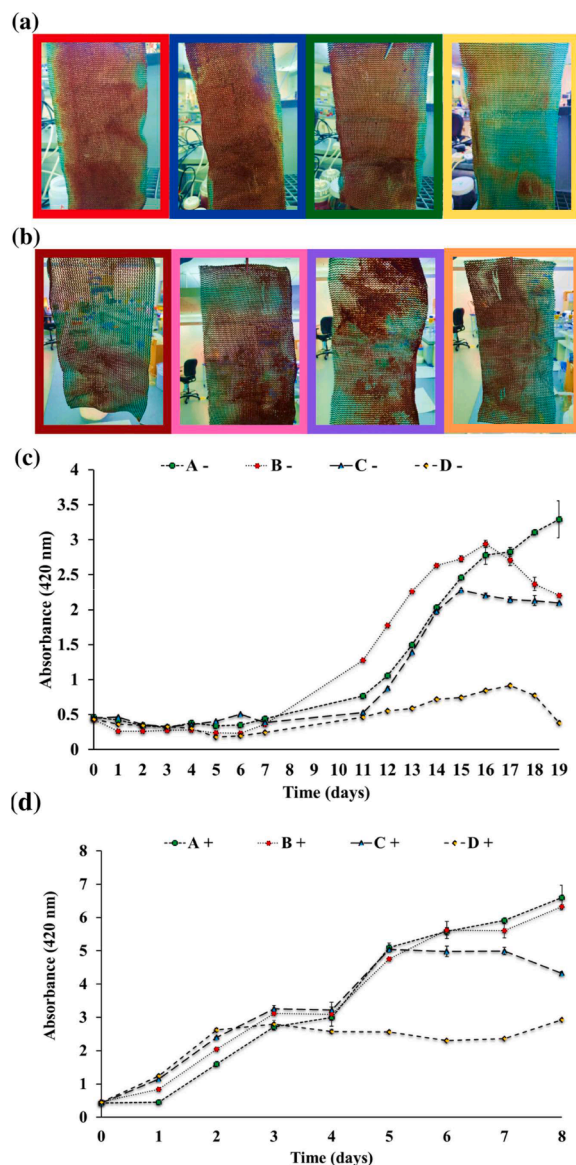 (a)
(b)
(c)
A - B - C - D -
4
3.5
3
2.5
2
1.5
1
0.5
0
Absorbance (420 nm)
0 1 2 3 4 5 6 7 8 9 10 11 12 13 14 15 16 17 18 19
Time (days)
(d)
A + B + C + D +
8
7
6
5
4
3
2
1
0
Absorbance (420 nm)
0 1 2 3 4 5 6 7 8
Time (days)